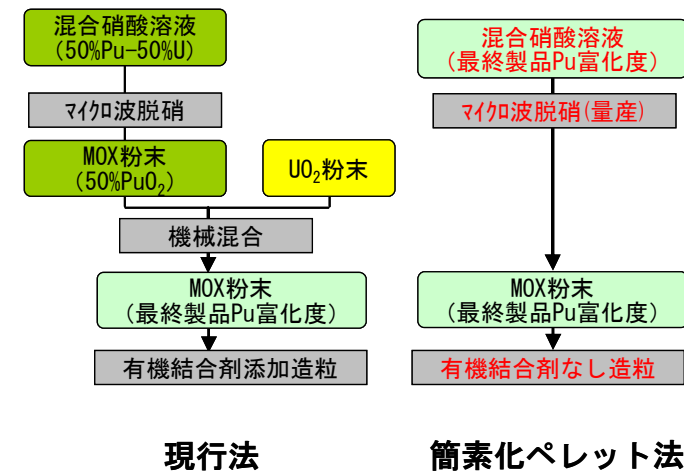 混合硝酸溶液
(50%Pu-50%U)
マイクロ波脱硝
MOX粉末
(50%PuO₂)
UO₂粉末
機械混合
MOX粉末
(最終製品Pu富化度)
有機結合剤添加造粒
現行法
混合硝酸溶液
(最終製品Pu富化度)
マイクロ波脱硝(量産)
MOX粉末
(最終製品Pu富化度)
有機結合剤なし造粒
簡素化ペレット法